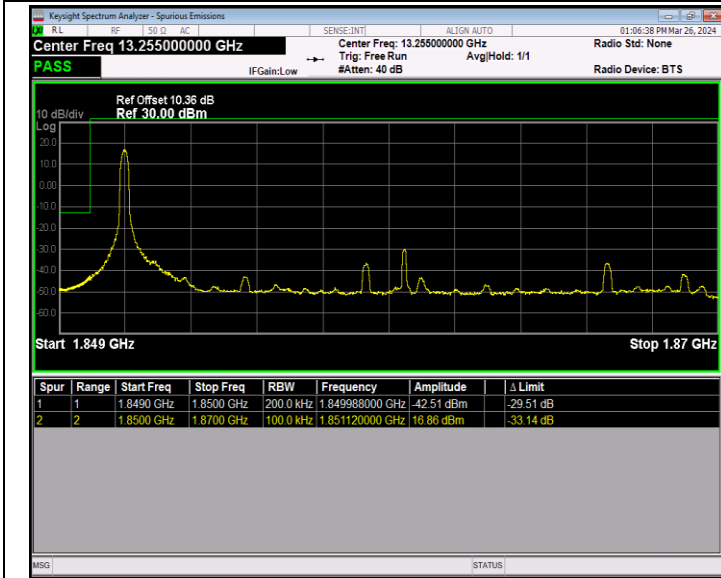 Keysight Spectrum Analyzer - Spurious Emissions
RL RF 50 Ω AC SENSE:INT ALIGN AUTO 01:06:38 PM Mar 26, 2024
Center Freq 13.255000000 GHz Center Freq: 13.255000000 GHz Radio Std: None
Trig: Free Run Avg|Hold: 1/1
PASS IFGain:Low #Atten: 40 dB Radio Device: BTS
Ref Offset 10.36 dB
10 dB/div Ref 30.00 dBm
Log
20.0
10.0
0.00
-10.0
-20.0
-30.0
-40.0
-50.0
-60.0
Start 1.849 GHz Stop 1.87 GHz
Spur Range Start Freq Stop Freq RBW Frequency Amplitude Δ Limit
1 1 1.8490 GHz 1.8500 GHz 200.0 kHz 1.849988000 GHz -42.51 dBm -29.51 dB
2 2 1.8500 GHz 1.8700 GHz 100.0 kHz 1.851120000 GHz 16.86 dBm -33.14 dB
MSG STATUS